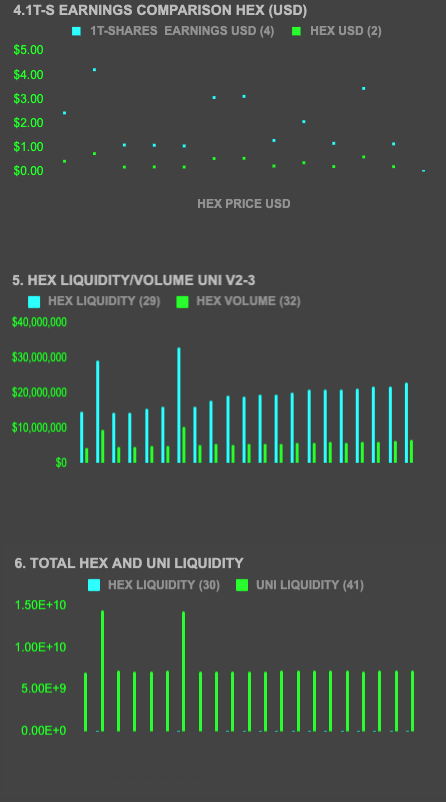 4.1T-S EARNINGS COMPARISON HEX (USD)
1T-SHARES EARNINGS USD (4) HEX USD (2)
$5.00
$4.00
$3.00
$2.00
$1.00
$0.00
HEX PRICE USD
5. HEX LIQUIDITY/VOLUME UNI V2-3
HEX LIQUIDITY (29) HEX VOLUME (32)
$40,000,000
$30,000,000
$20,000,000
$10,000,000
$0
6. TOTAL HEX AND UNI LIQUIDITY
HEX LIQUIDITY (30) UNI LIQUIDITY (41)
1.50E+10
1.00E+10
5.00E+9
0.00E+0